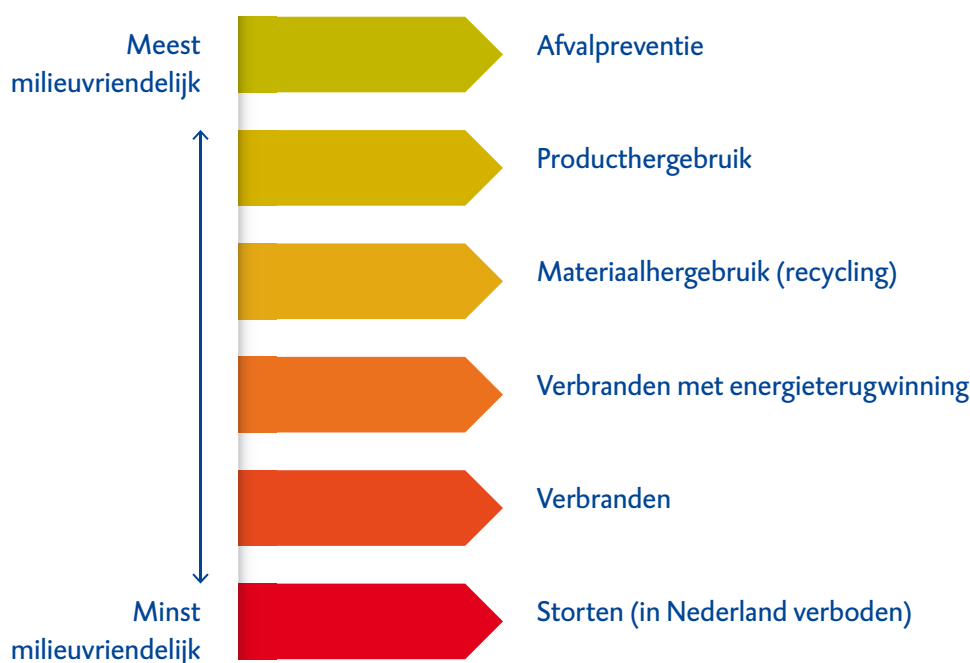 Meest
milieuvriendelijk
Afvalpreventie
Producthergebruik
Materiaalhergebruik (recycling)
Verbranden met energieterugwinning
Verbranden
Minst
milieuvriendelijk
Storten (in Nederland verboden)